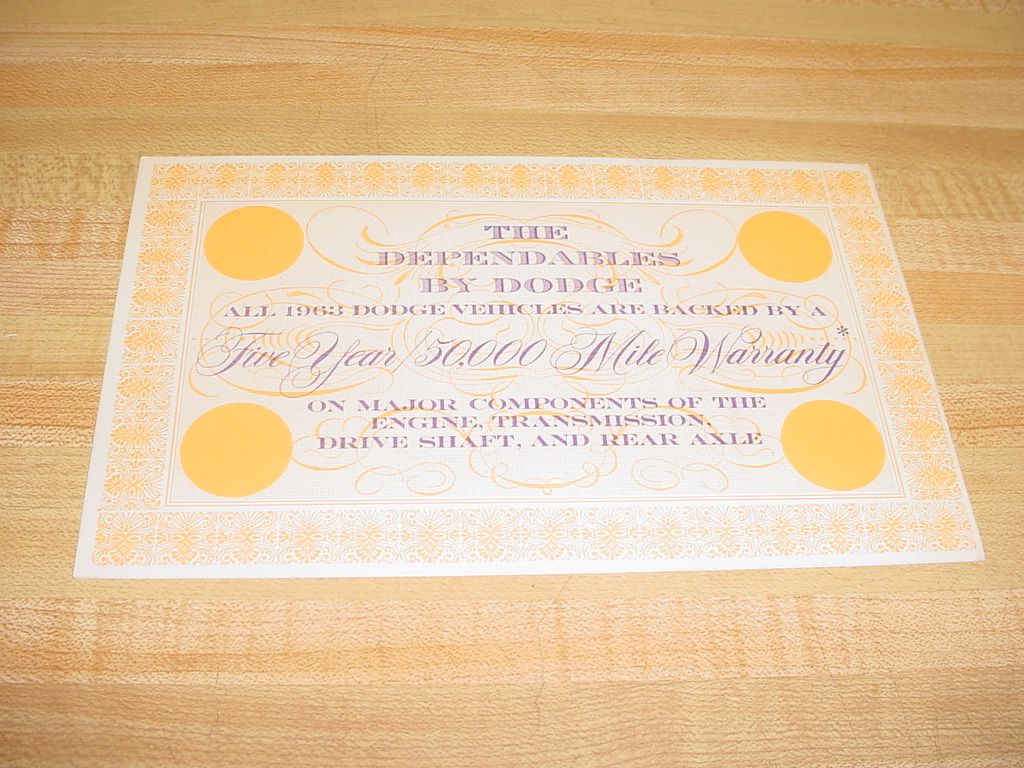 THE
DEPENDABLES
BY DODGE
ALL 1963 DODGE VEHICLES ARE BACKED BY A
Five Year/50,000 Mile Warranty*
ON MAJOR COMPONENTS OF THE
ENGINE, TRANSMISSION,
DRIVE SHAFT, AND REAR AXLE